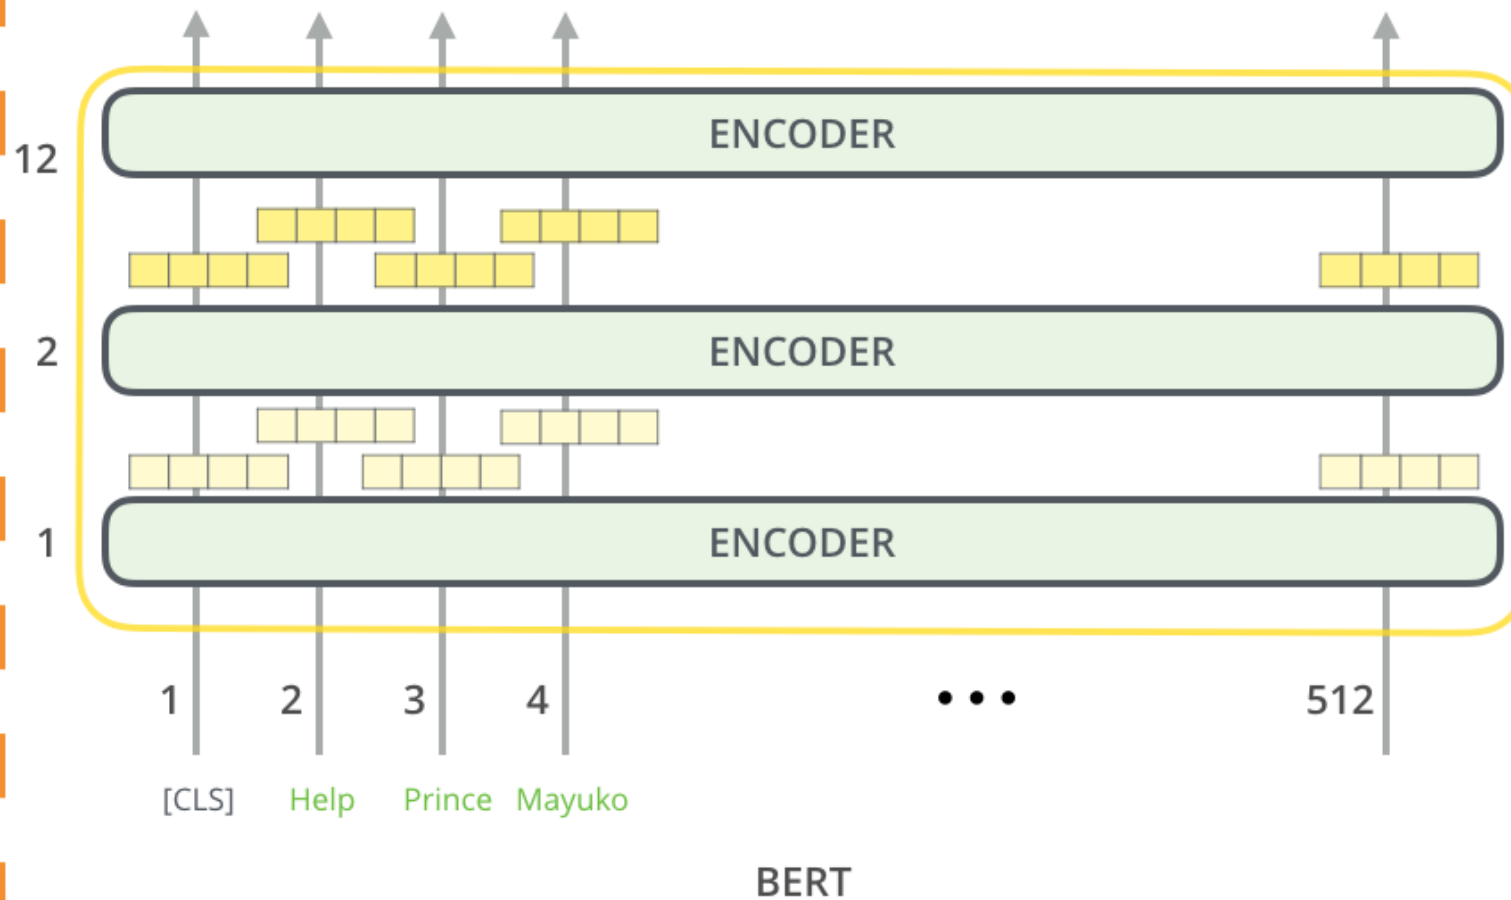 ENCODER
12
2
ENCODER
1
ENCODER
1 2 3 4 ••• 512
[CLS] Help Prince Mayuko
BERT